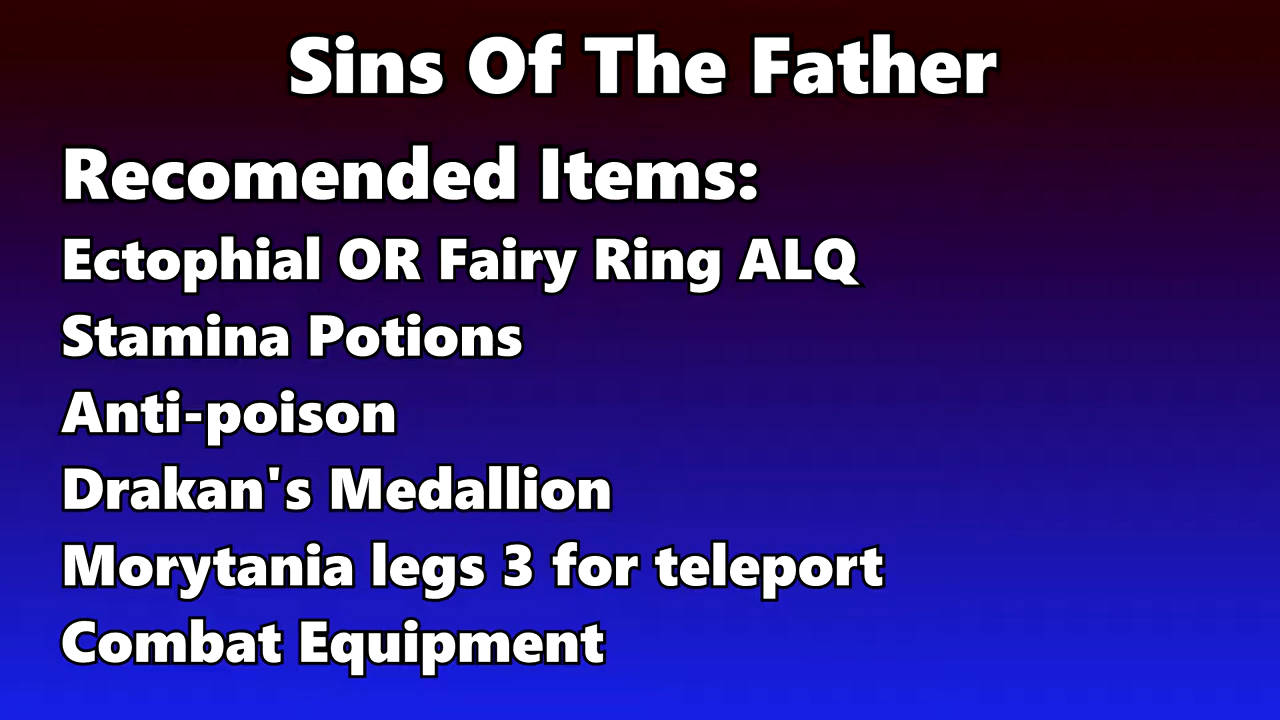 Sins Of The Father
Recomended Items:
Ectophial OR Fairy Ring ALQ
Stamina Potions
Anti-poison
Drakan's Medallion
Morytania legs 3 for teleport
Combat Equipment